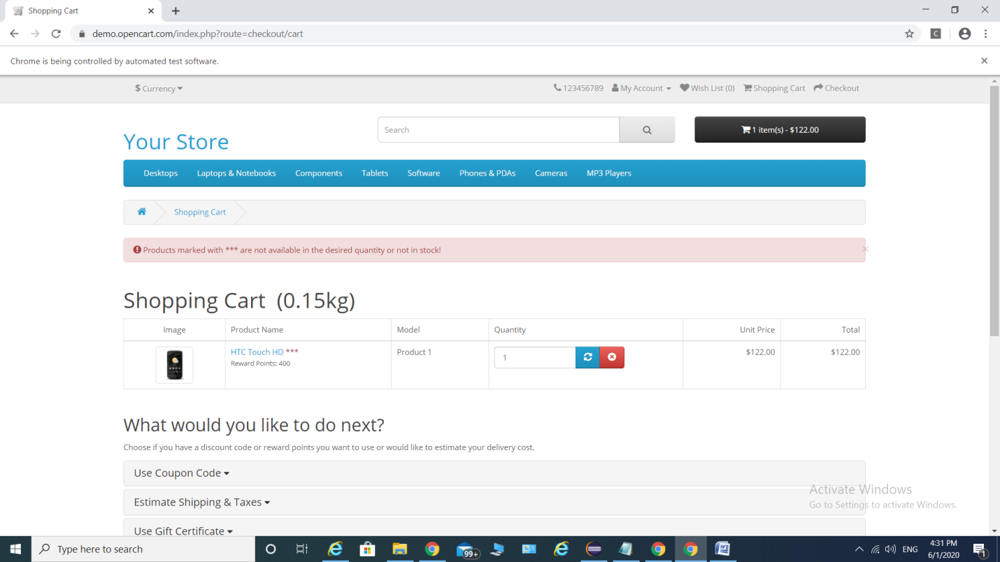 Shopping Cart
demo.opencart.com/index.php?route=checkout/cart
C
Chrome is being controlled by automated test software.
$ Currency 123456789 My Account Wish List (0) Shopping Cart Checkout
Your Store
Search
1 item(s) - $122.00
Desktops Laptops & Notebooks Components Tablets Software Phones & PDAs Cameras MP3 Players
Shopping Cart
Products marked with *** are not available in the desired quantity or not in stock!
Shopping Cart (0.15kg)
Image Product Name Model Quantity Unit Price Total
HTC Touch HD *** Product 1 1 $122.00 $122.00
Reward Points: 400
What would you like to do next?
Choose if you have a discount code or reward points you want to use or would like to estimate your delivery cost.
Use Coupon Code
Estimate Shipping & Taxes
Use Gift Certificate
Activate Windows
Go to Settings to activate Windows.
Type here to search
99+
ENG
4:31 PM
6/1/2020
1